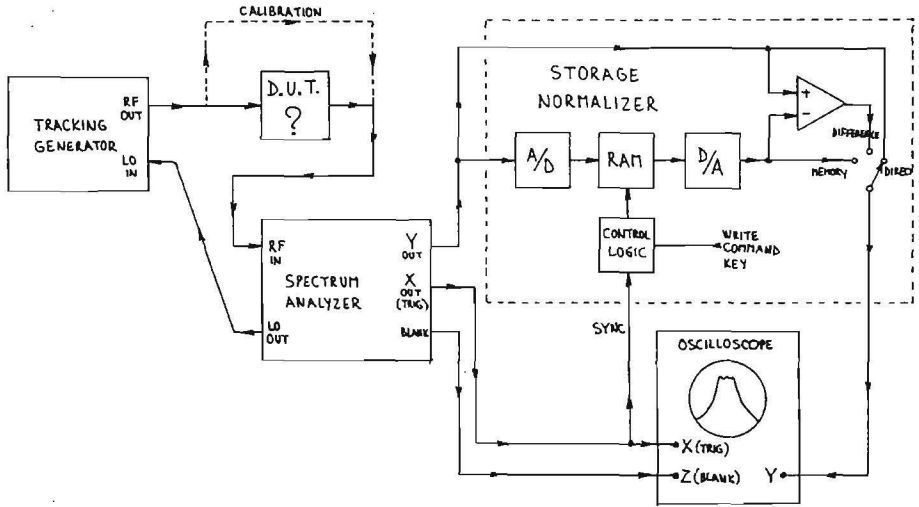 CALIBRATION
TRACKING
GENERATOR
RF
OUT
LO
IN
D.U.T.
?
STORAGE
NORMALIZER
A/D
RAM
D/A
+
−
DIFFERENCE
MEMORY
DIRECT
CONTROL
LOGIC
WRITE
COMMAND
KEY
SYNC
RF
IN
SPECTRUM
ANALYZER
LO
OUT
Y
OUT
X
OUT
(TRIG)
BLANK
OSCILLOSCOPE
X (TRIG)
Z (BLANK)
Y